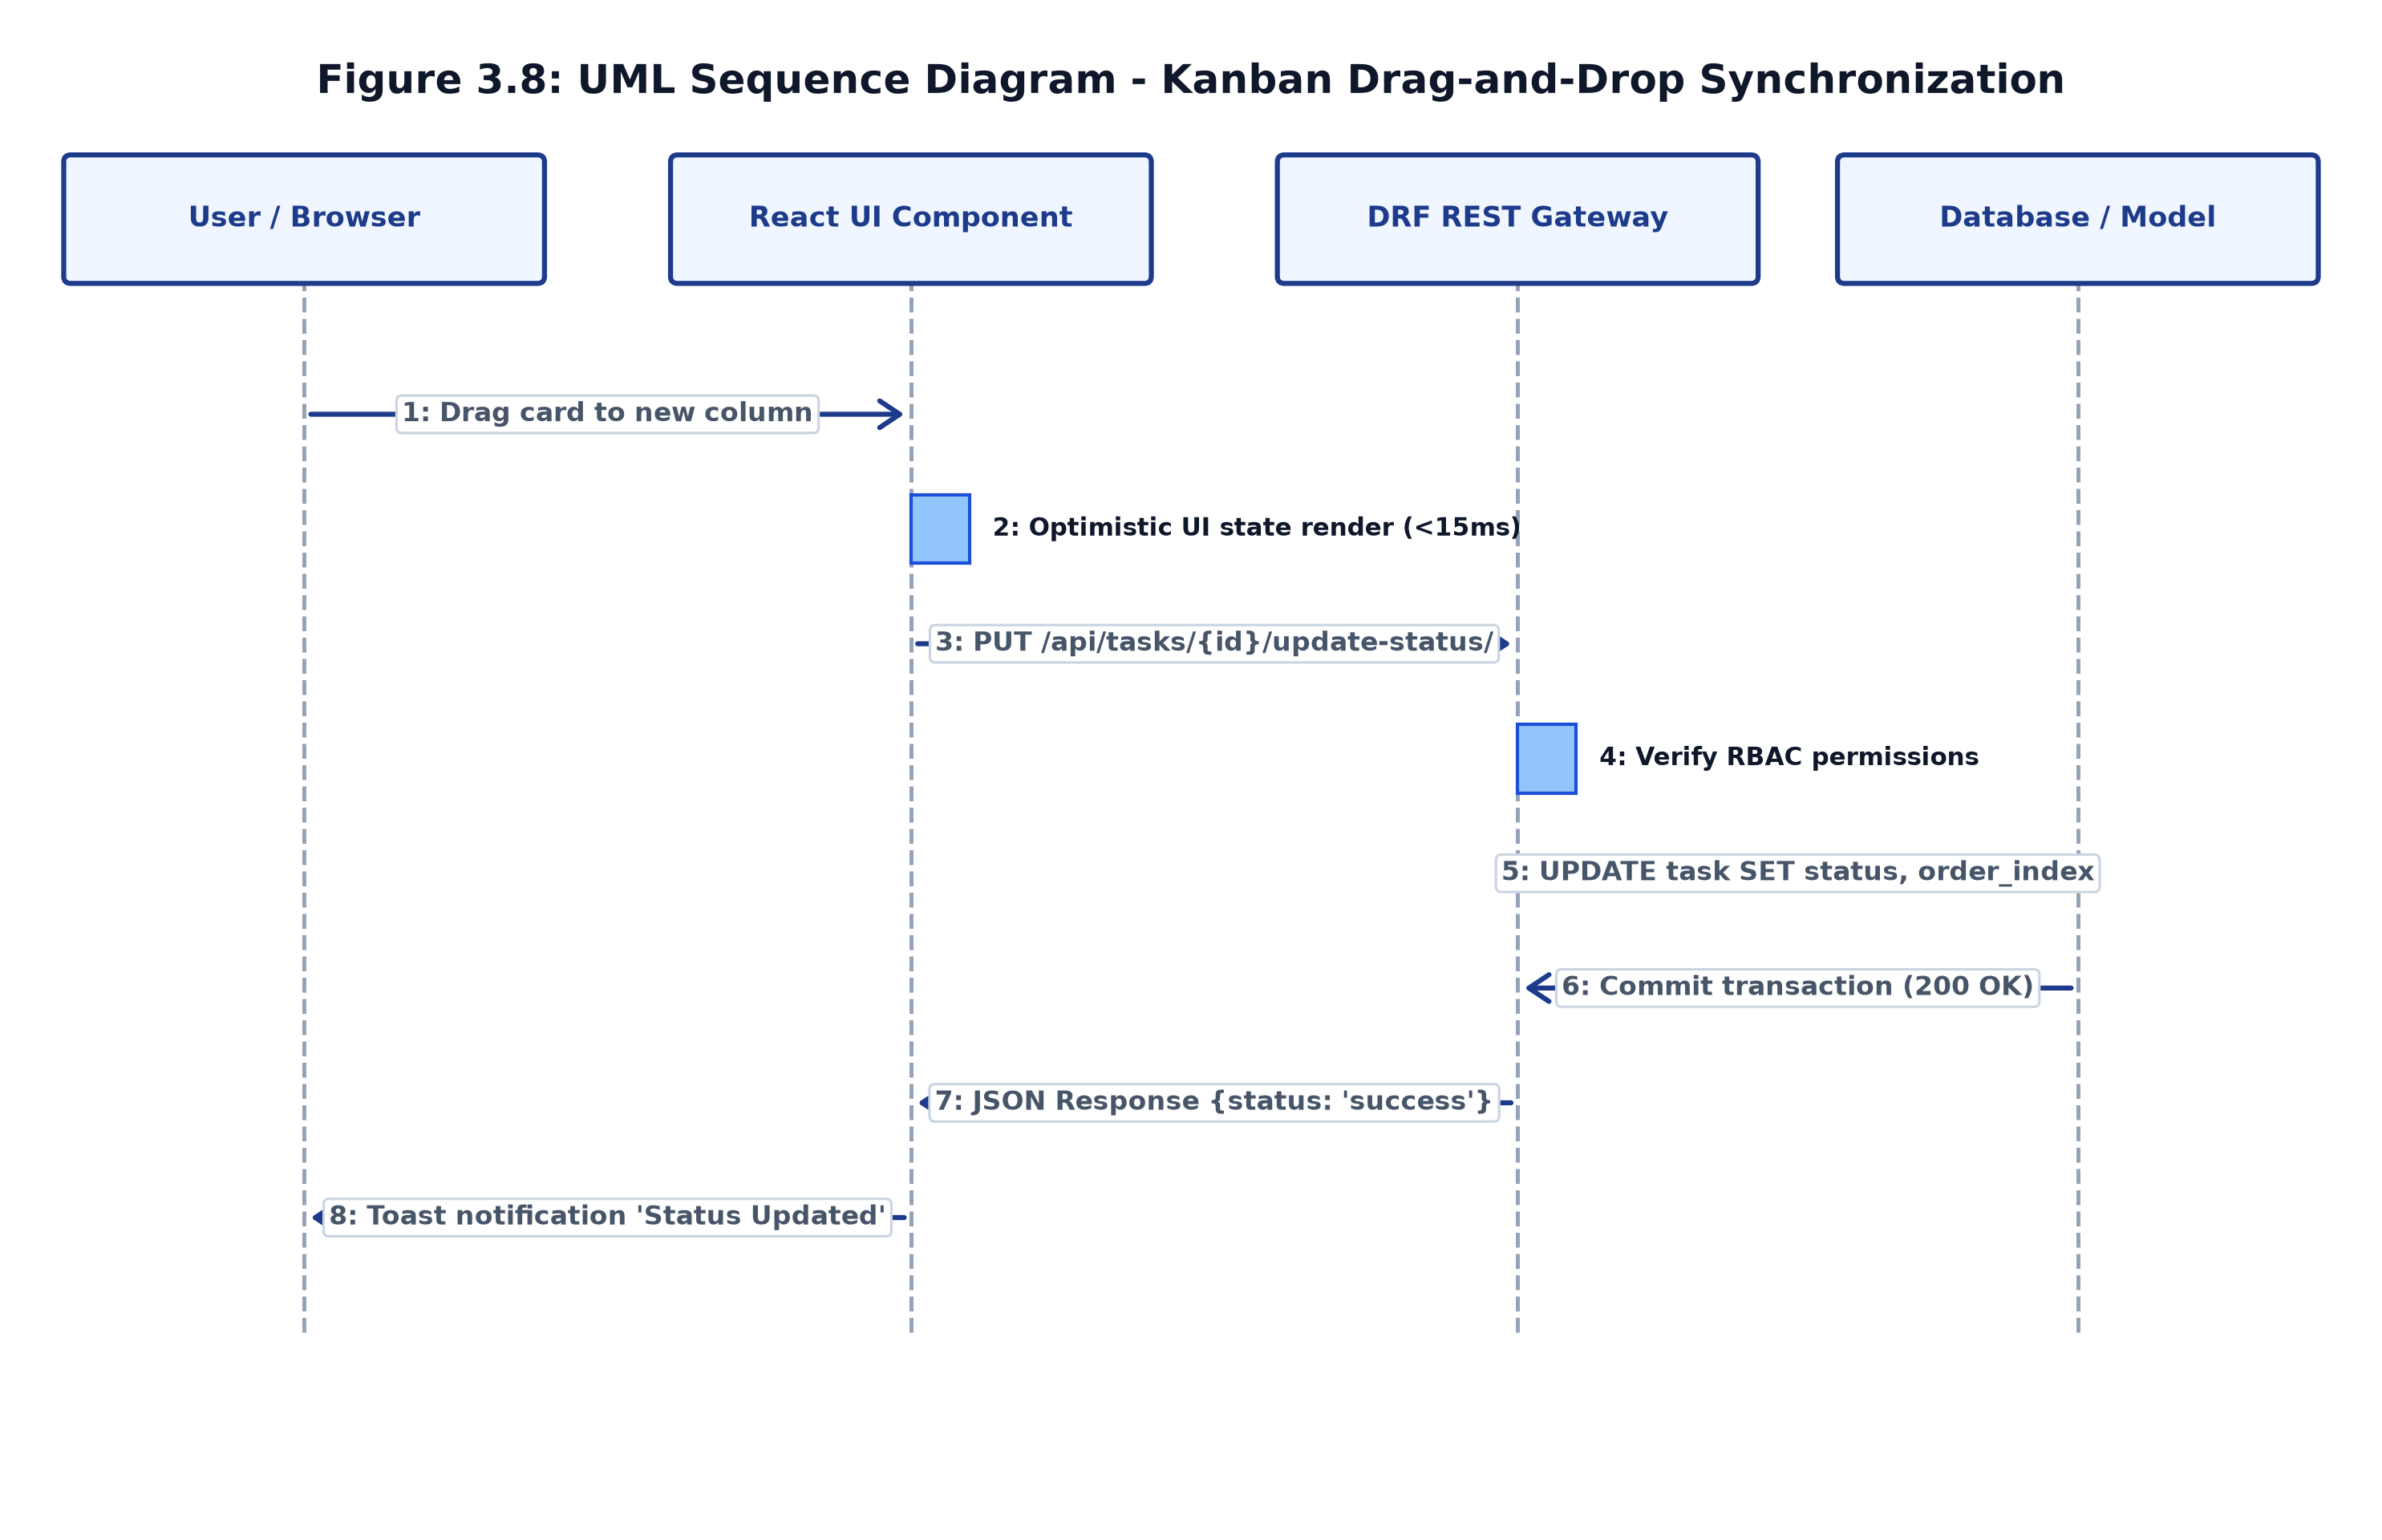 Figure 3.8: UML Sequence Diagram - Kanban Drag-and-Drop Synchronization
User / Browser
React UI Component
DRF REST Gateway
Database / Model
1: Drag card to new column
2: Optimistic UI state render (<15ms)
3: PUT /api/tasks/{id}/update-status/
4: Verify RBAC permissions
5: UPDATE task SET status, order_index
6: Commit transaction (200 OK)
7: JSON Response {status: 'success'}
8: Toast notification 'Status Updated'